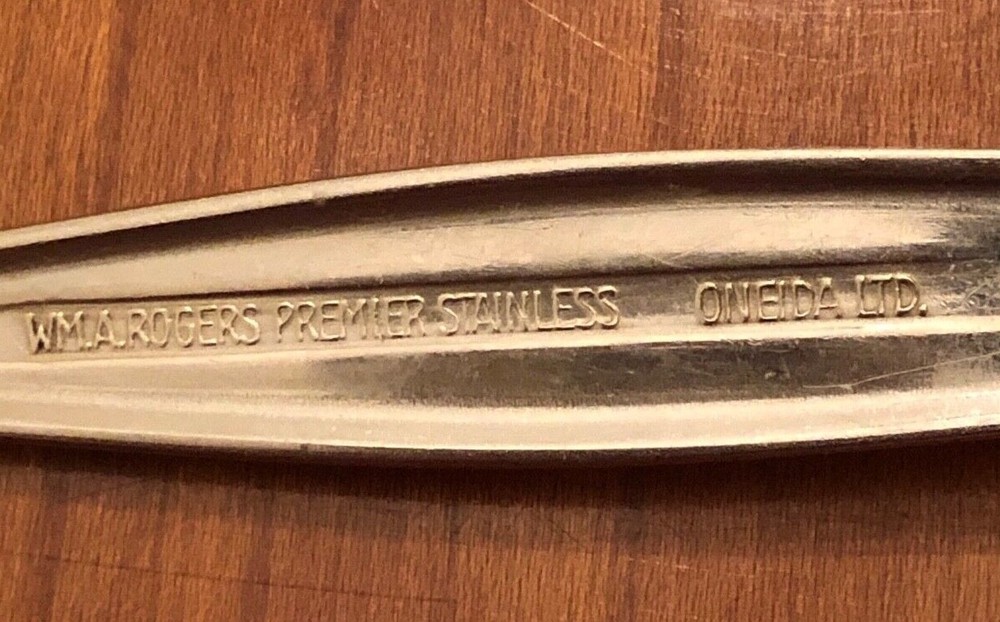 WM.A.ROGERS PREMIER STAINLESS ONEIDA LTD.